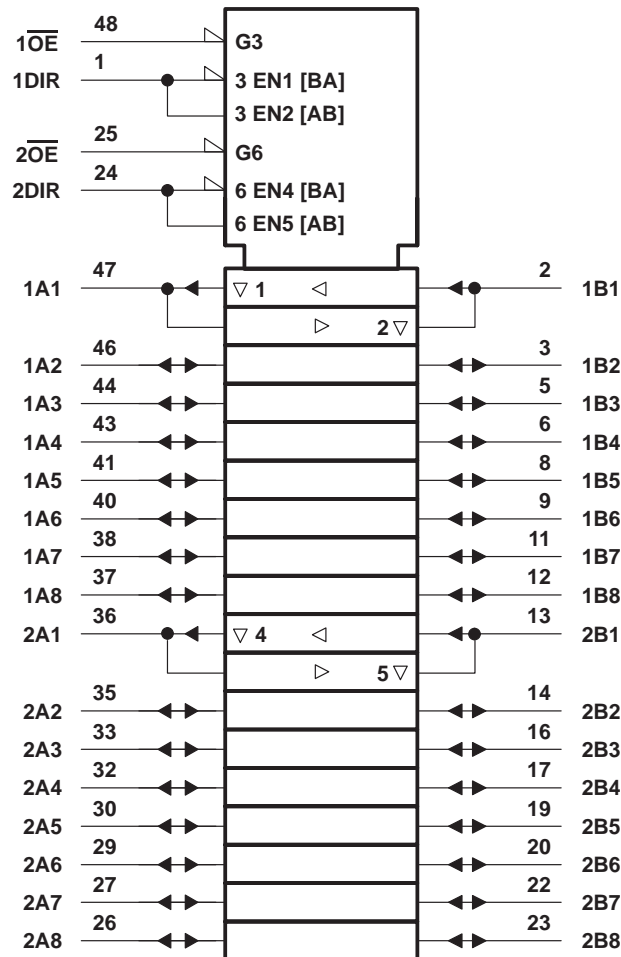 48
1OE G3
1
1DIR 3 EN1 [BA]
3 EN2 [AB]
25
2OE G6
24
2DIR 6 EN4 [BA]
6 EN5 [AB]
47 2
1A1 1 1B1
2
46 3
1A2 1B2
44 5
1A3 1B3
43 6
1A4 1B4
41 8
1A5 1B5
40 9
1A6 1B6
38 11
1A7 1B7
37 12
1A8 1B8
36 13
2A1 4 2B1
5
35 14
2A2 2B2
33 16
2A3 2B3
32 17
2A4 2B4
30 19
2A5 2B5
29 20
2A6 2B6
27 22
2A7 2B7
26 23
2A8 2B8